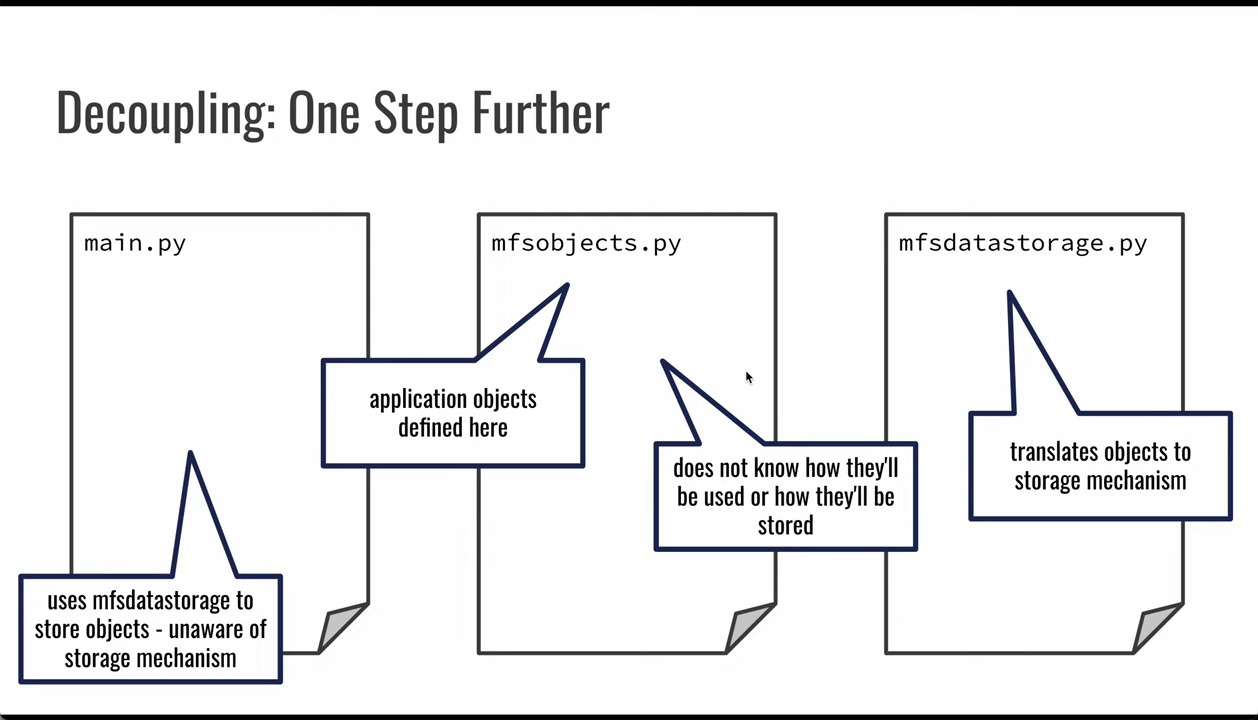 Decoupling: One Step Further
main.py
uses mfsdatastorage to
store objects - unaware of
storage mechanism
mfsobjects.py
application objects
defined here
does not know how they'll
be used or how they'll be
stored
mfsdatastorage.py
translates objects to
storage mechanism